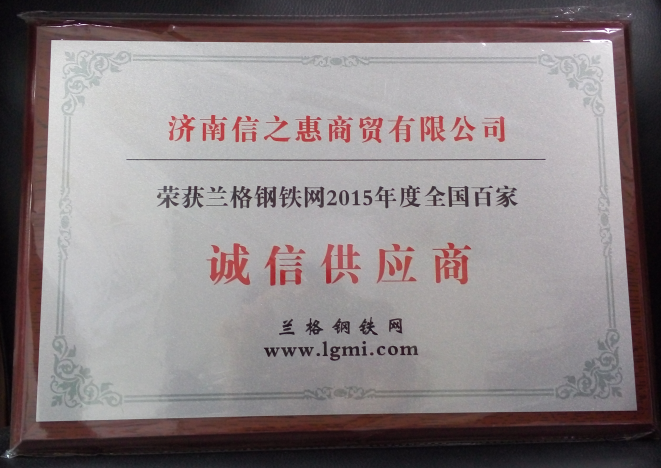 济南信之惠商贸有限公司
荣获兰格钢铁网2015年度全国百家
诚信供应商
兰格钢铁网
www.lgmi.com